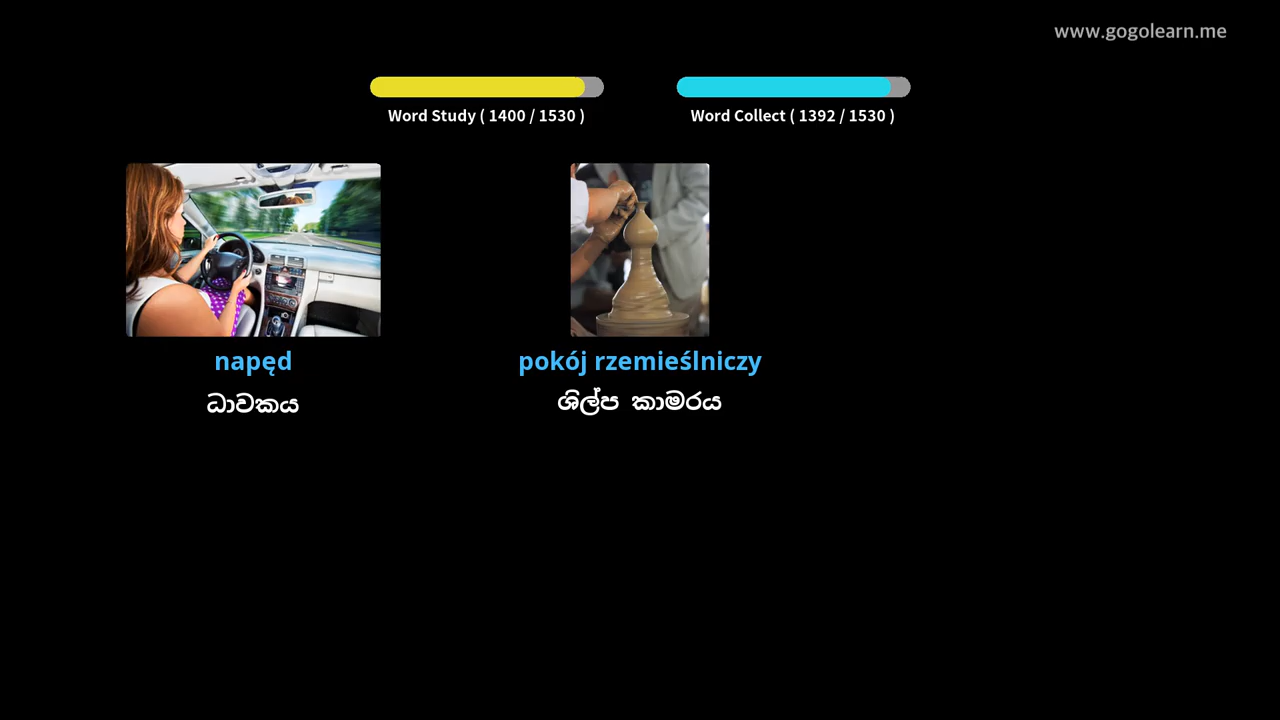 www.gogolearn.me
Word Study ( 1400 / 1530 )
Word Collect ( 1392 / 1530 )
napęd
pokój rzemieślniczy
ධාවකය
ශිල්ප කාමරය